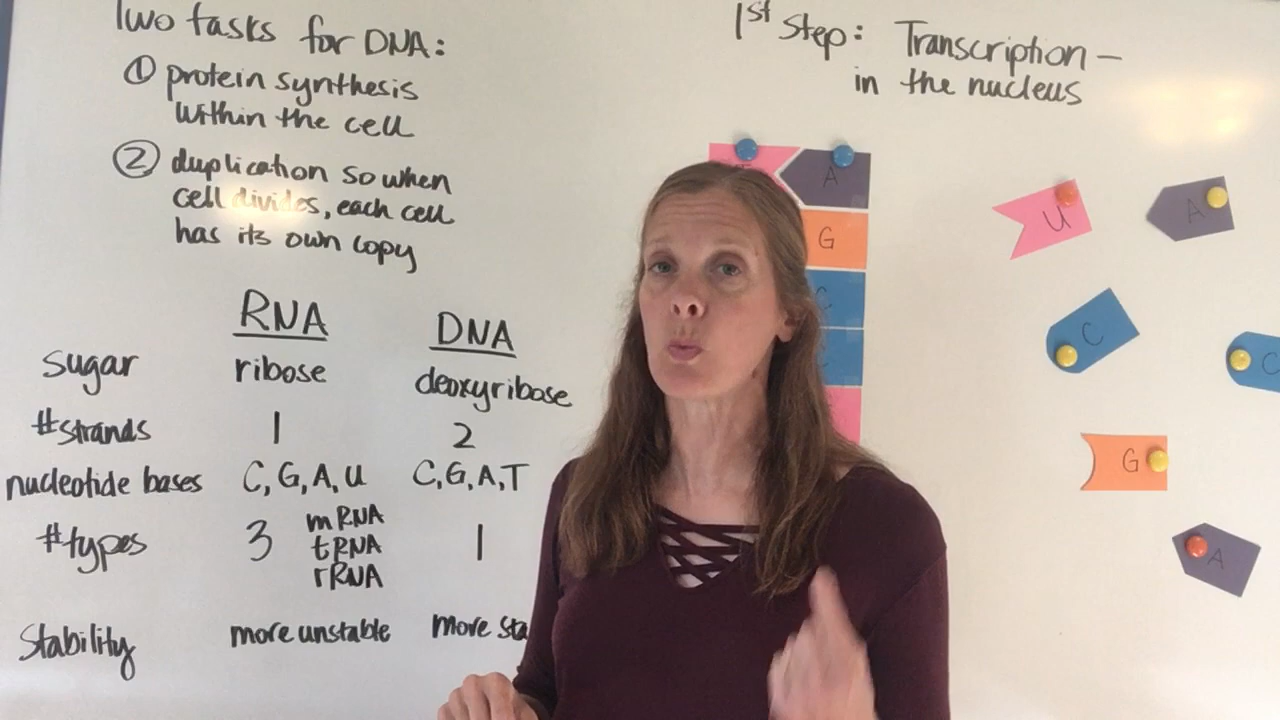 Two tasks for DNA:
① protein synthesis
within the cell
② duplication so when
cell divides, each cell
has its own copy
RNA DNA
sugar ribose deoxyribose
#strands 1 2
nucleotide bases C, G, A, U C, G, A, T
#types 3 mRNA 1
tRNA
rRNA
Stability more unstable more sta
1st Step: Transcription –
in the nucleus
A
G
C
U
A
C
C
G
A